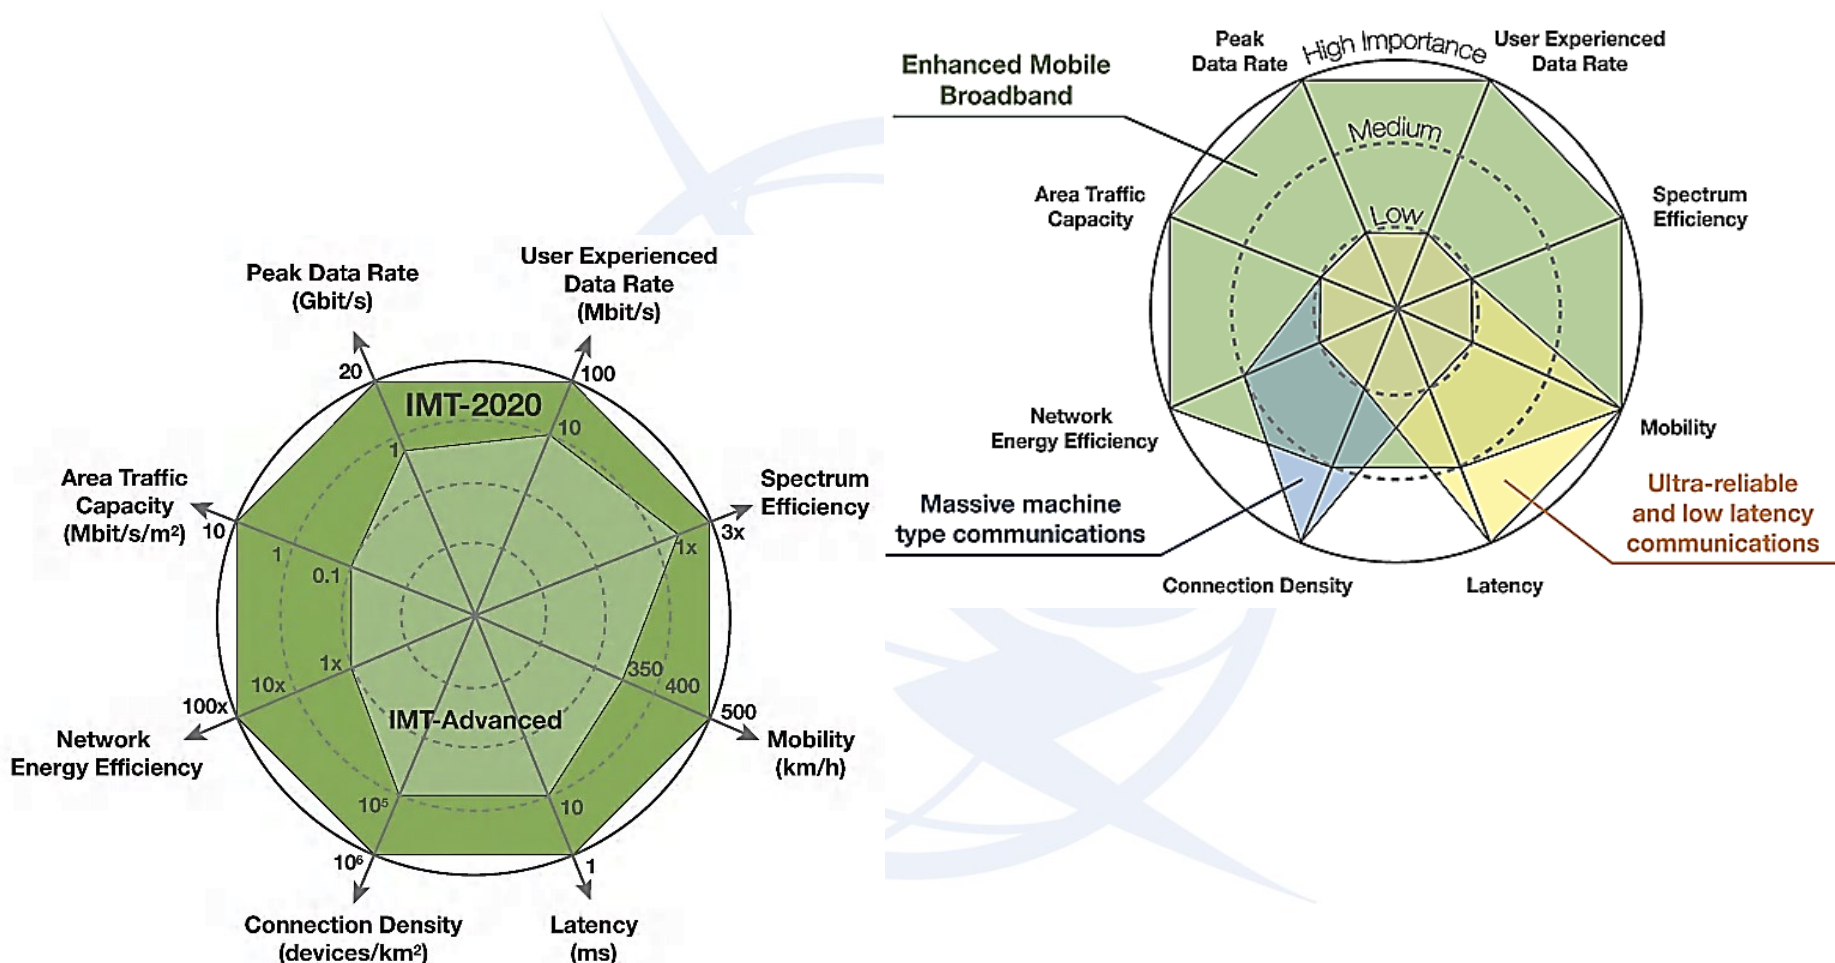 Peak Data Rate
(Gbit/s)
User Experienced
Data Rate
(Mbit/s)
20
100
IMT-2020
10
1
Area Traffic
Capacity
(Mbit/s/m²)
10
1
0.1
Spectrum
Efficiency
3x
1x
1x
10x
100x
Network
Energy Efficiency
350
400
500
Mobility
(km/h)
IMT-Advanced
10⁵
10⁶
10
1
Connection Density
(devices/km²)
Latency
(ms)
Enhanced Mobile
Broadband
Peak
Data Rate
High Importance
User Experienced
Data Rate
Medium
Low
Area Traffic
Capacity
Spectrum
Efficiency
Network
Energy Efficiency
Mobility
Massive machine
type communications
Ultra-reliable
and low latency
communications
Connection Density
Latency